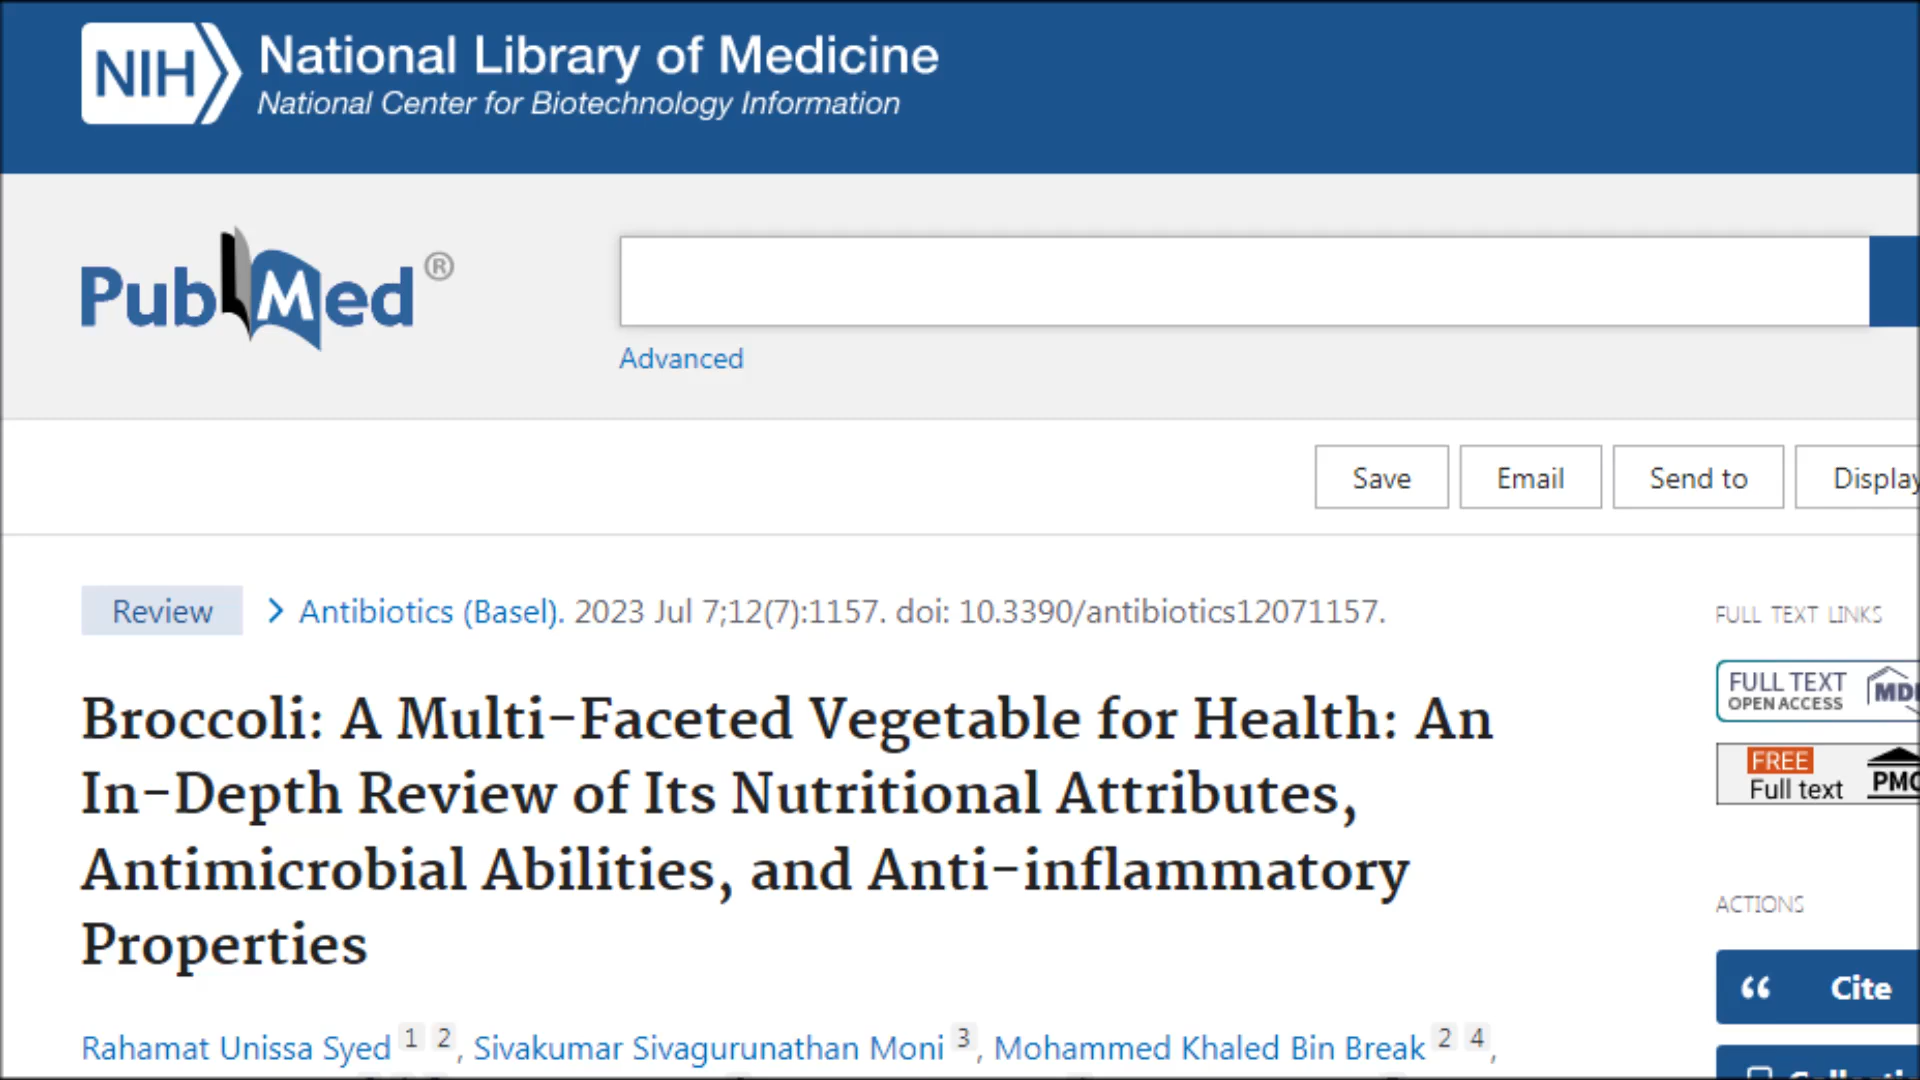 NIH National Library of Medicine
National Center for Biotechnology Information
PubMed®
Advanced
Save Email Send to Display
Review > Antibiotics (Basel). 2023 Jul 7;12(7):1157. doi: 10.3390/antibiotics12071157.
FULL TEXT LINKS
Broccoli: A Multi-Faceted Vegetable for Health: An
In-Depth Review of Its Nutritional Attributes,
Antimicrobial Abilities, and Anti-inflammatory
Properties
FULL TEXT
OPEN ACCESS
FREE
Full text
ACTIONS
“ Cite
Rahamat Unissa Syed 1 2, Sivakumar Sivagurunathan Moni 3, Mohammed Khaled Bin Break 2 4,